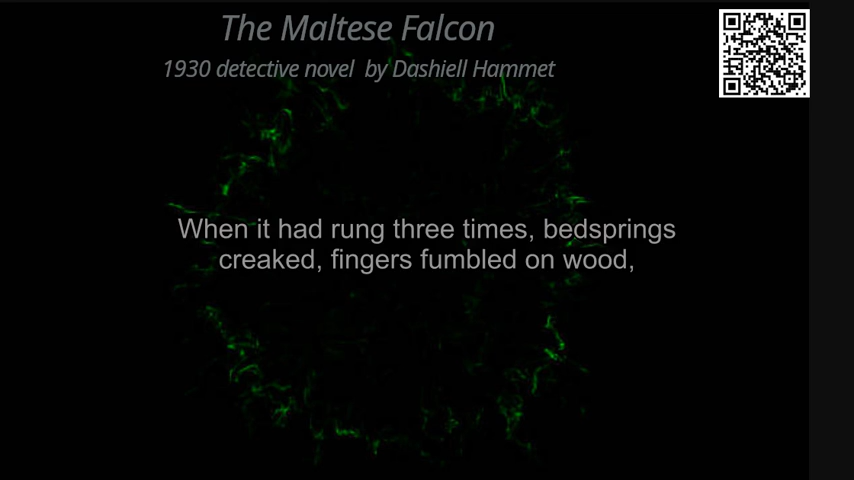 The Maltese Falcon
1930 detective novel  by Dashiell Hammet
When it had rung three times, bedsprings
creaked, fingers fumbled on wood,